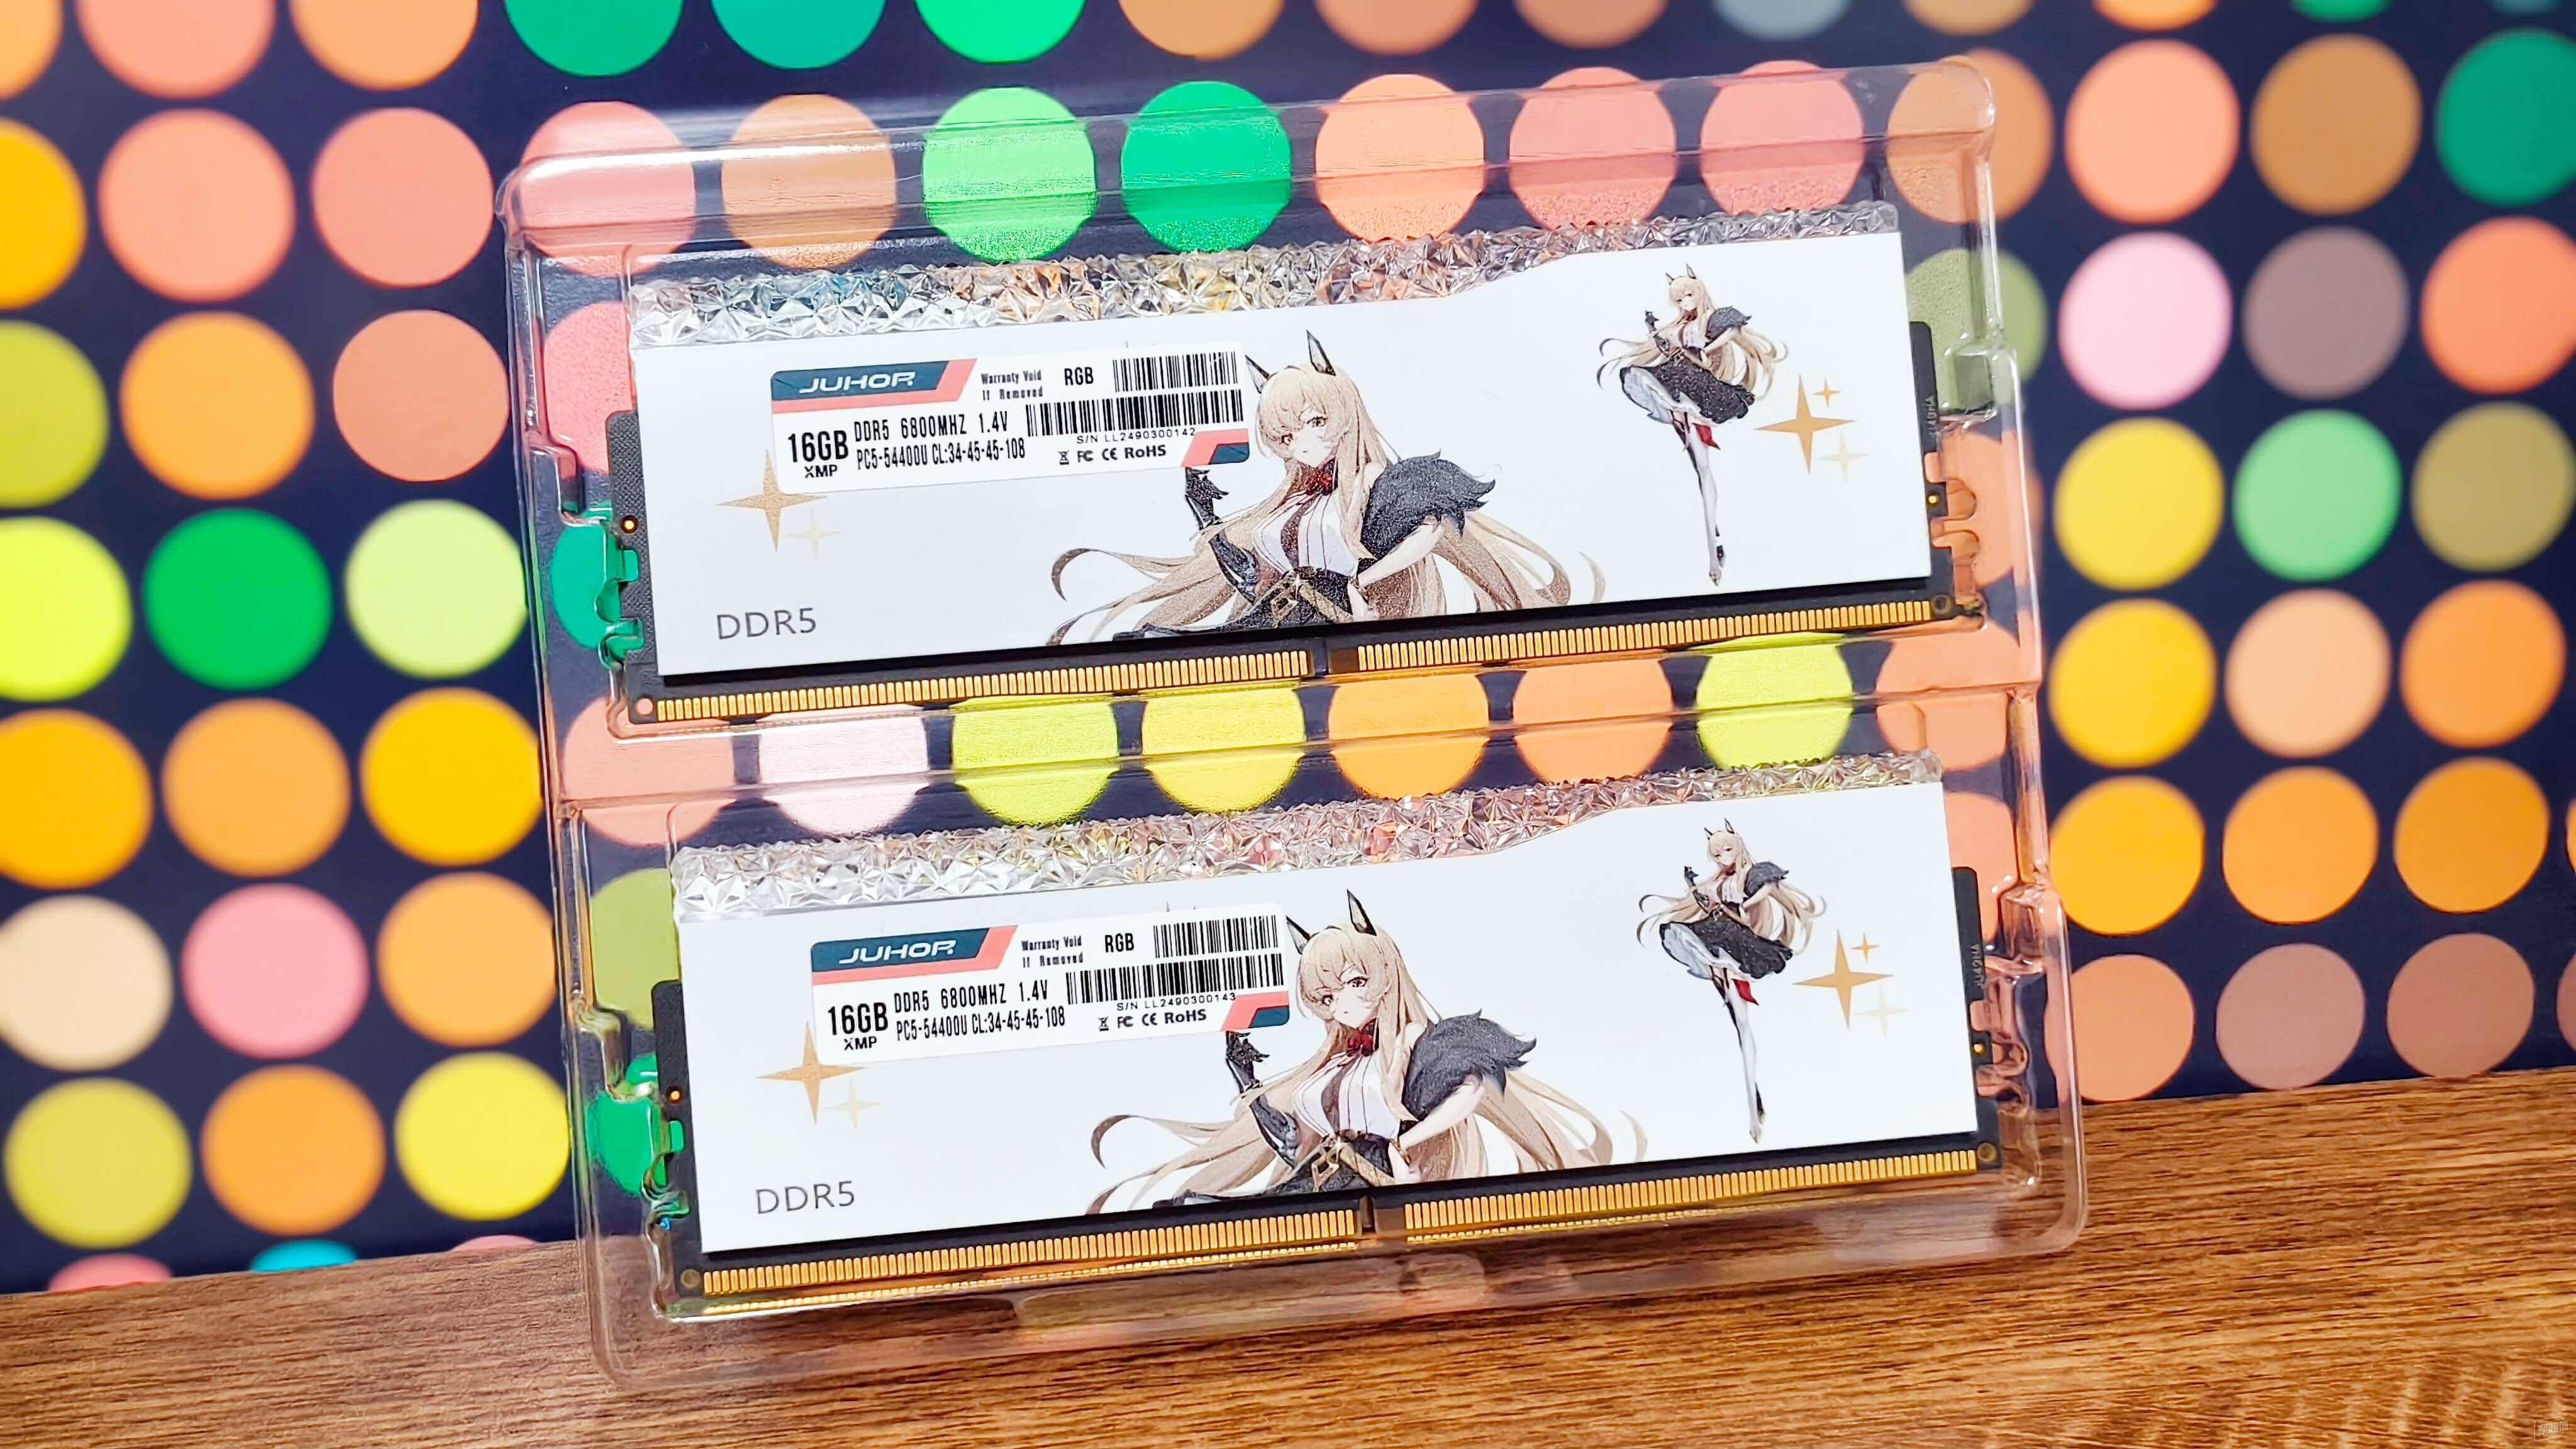 JUHOR
Warranty Void
If Removed
RGB
16GB
XMP
DDR5 6800MHZ 1.4V
PC5-54400U CL:34-45-45-108
S/N LL2490300142
FC CE RoHS
DDR5
JUHOR
Warranty Void
If Removed
RGB
16GB
XMP
DDR5 6800MHZ 1.4V
PC5-54400U CL:34-45-45-108
S/N LL2490300143
FC CE RoHS
DDR5